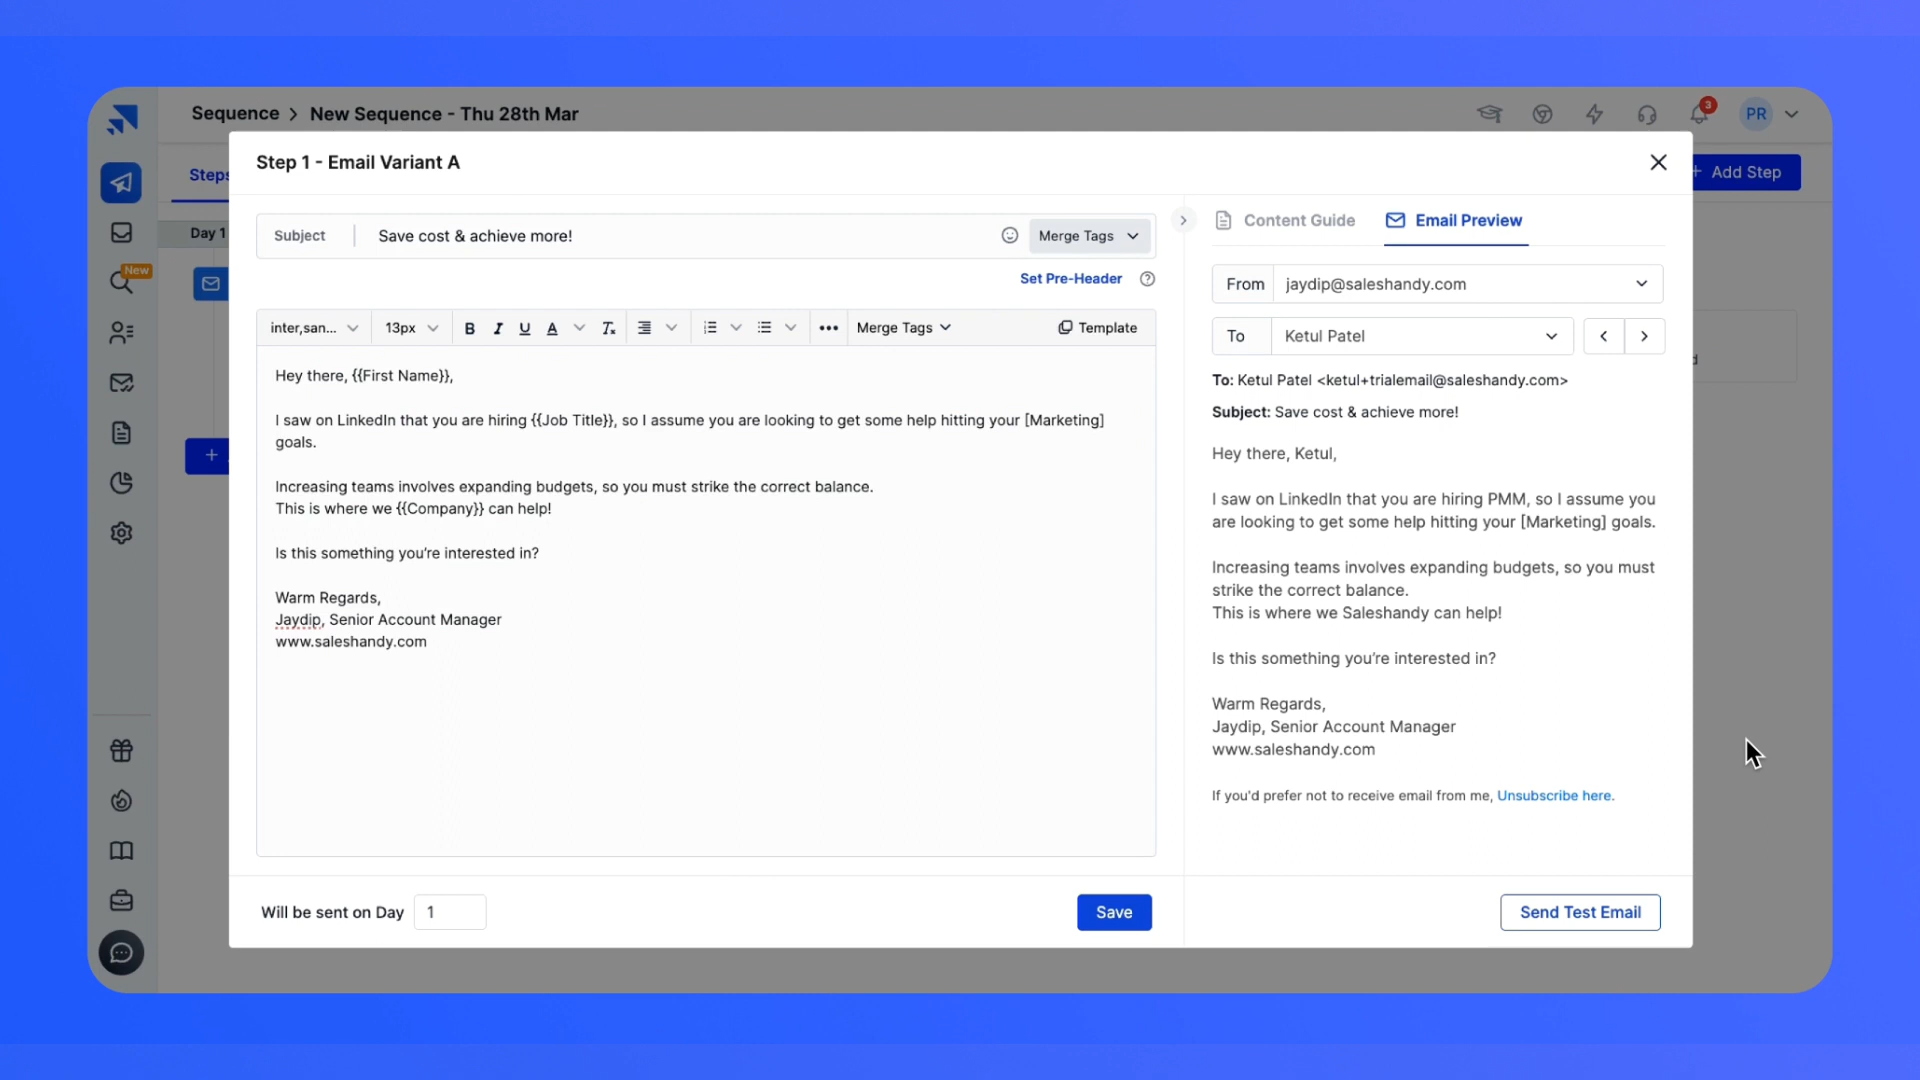 Sequence > New Sequence - Thu 28th Mar
3
PR
Steps
+ Add Step
Day 1
New
Step 1 - Email Variant A
Subject
Save cost & achieve more!
Merge Tags
Set Pre-Header
inter,san...
13px
B I U A Tx
Merge Tags
Template
Hey there, {{First Name}},
I saw on LinkedIn that you are hiring {{Job Title}}, so I assume you are looking to get some help hitting your [Marketing]
goals.
Increasing teams involves expanding budgets, so you must strike the correct balance.
This is where we {{Company}} can help!
Is this something you're interested in?
Warm Regards,
Jaydip, Senior Account Manager
www.saleshandy.com
Will be sent on Day 1
Save
Content Guide
Email Preview
From jaydip@saleshandy.com
To Ketul Patel
To: Ketul Patel <ketul+trialemail@saleshandy.com>
Subject: Save cost & achieve more!
Hey there, Ketul,
I saw on LinkedIn that you are hiring PMM, so I assume you
are looking to get some help hitting your [Marketing] goals.
Increasing teams involves expanding budgets, so you must
strike the correct balance.
This is where we Saleshandy can help!
Is this something you're interested in?
Warm Regards,
Jaydip, Senior Account Manager
www.saleshandy.com
If you'd prefer not to receive email from me, Unsubscribe here.
Send Test Email